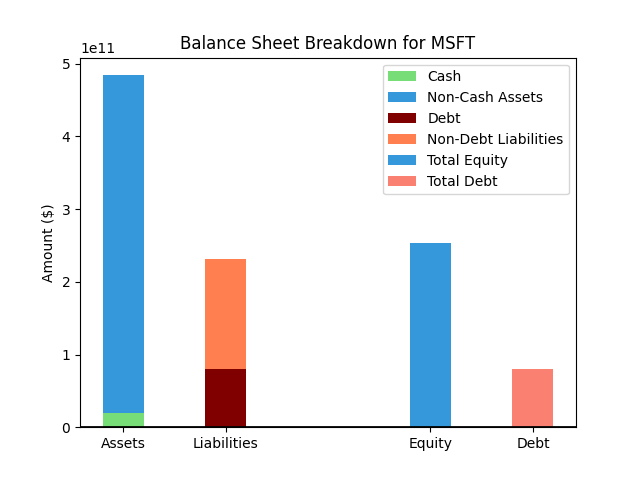 Balance Sheet Breakdown for MSFT
1e11
5
4
3
2
1
0
Amount ($)
Cash
Non-Cash Assets
Debt
Non-Debt Liabilities
Total Equity
Total Debt
Assets
Liabilities
Equity
Debt